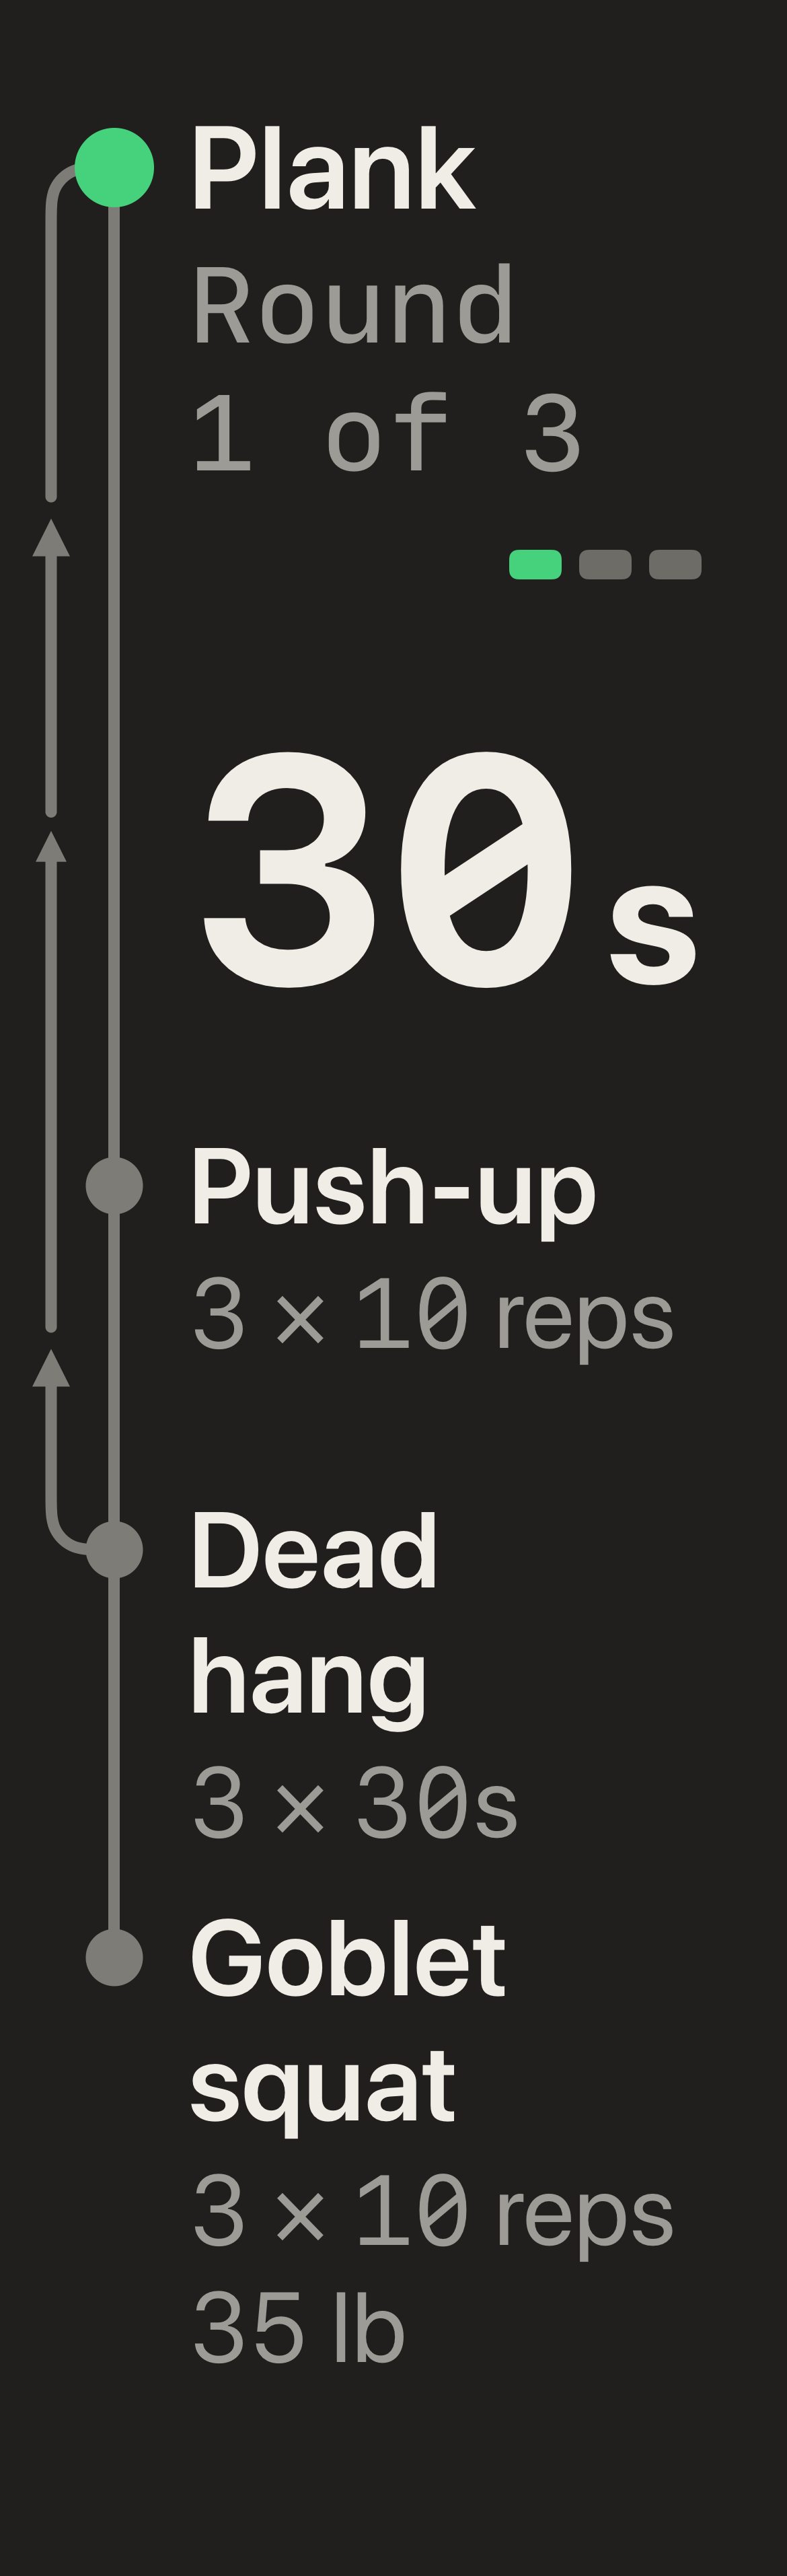 Plank
Round
1 of 3
30s
Push-up
3 × 10 reps
Dead
hang
3 × 30s
Goblet
squat
3 × 10 reps
35 lb